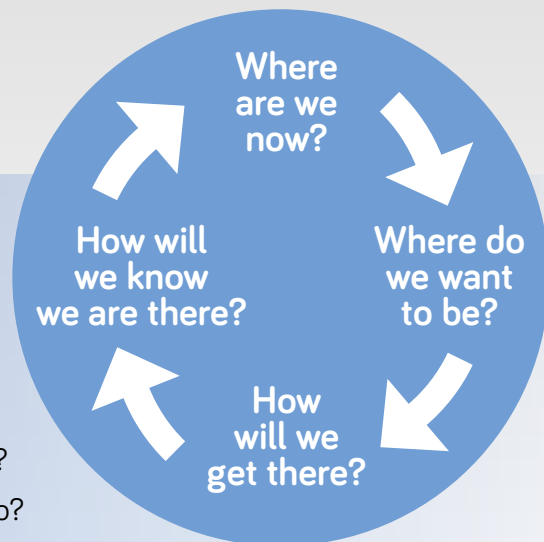 Where
are we
now?
Where do
we want
to be?
How
will we
get there?
How will
we know
we are there?
?
o?